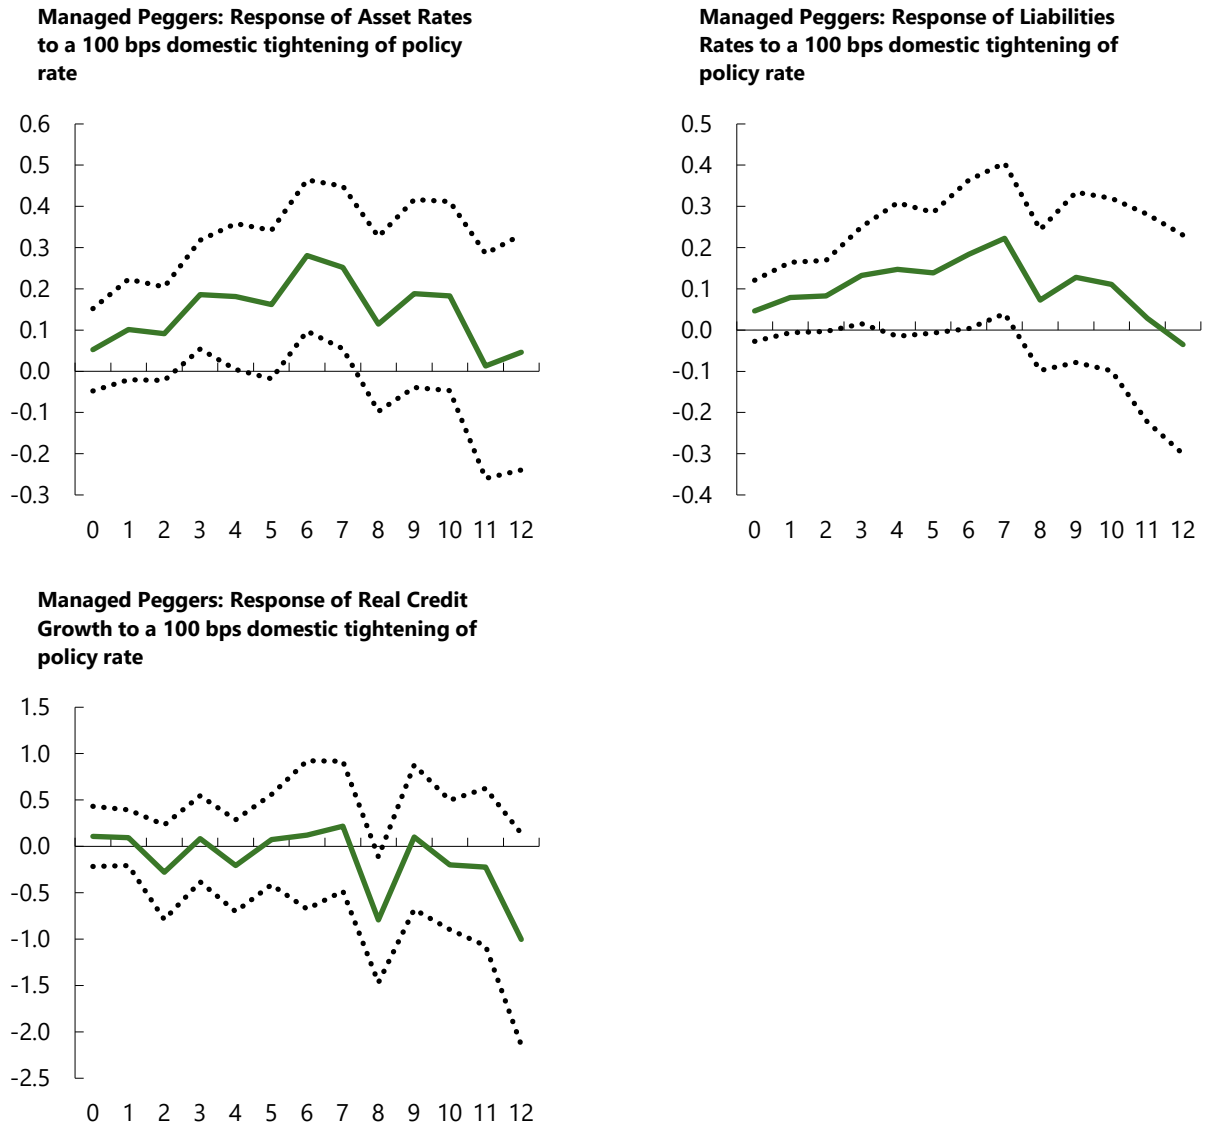 Managed Peggers: Response of Asset Rates
to a 100 bps domestic tightening of policy
rate
0.6
0.5
0.4
0.3
0.2
0.1
0.0
-0.1
-0.2
-0.3
0 1 2 3 4 5 6 7 8 9 10 11 12
Managed Peggers: Response of Liabilities
Rates to a 100 bps domestic tightening of
policy rate
0.5
0.4
0.3
0.2
0.1
0.0
-0.1
-0.2
-0.3
-0.4
0 1 2 3 4 5 6 7 8 9 10 11 12
Managed Peggers: Response of Real Credit
Growth to a 100 bps domestic tightening of
policy rate
1.5
1.0
0.5
0.0
-0.5
-1.0
-1.5
-2.0
-2.5
0 1 2 3 4 5 6 7 8 9 10 11 12